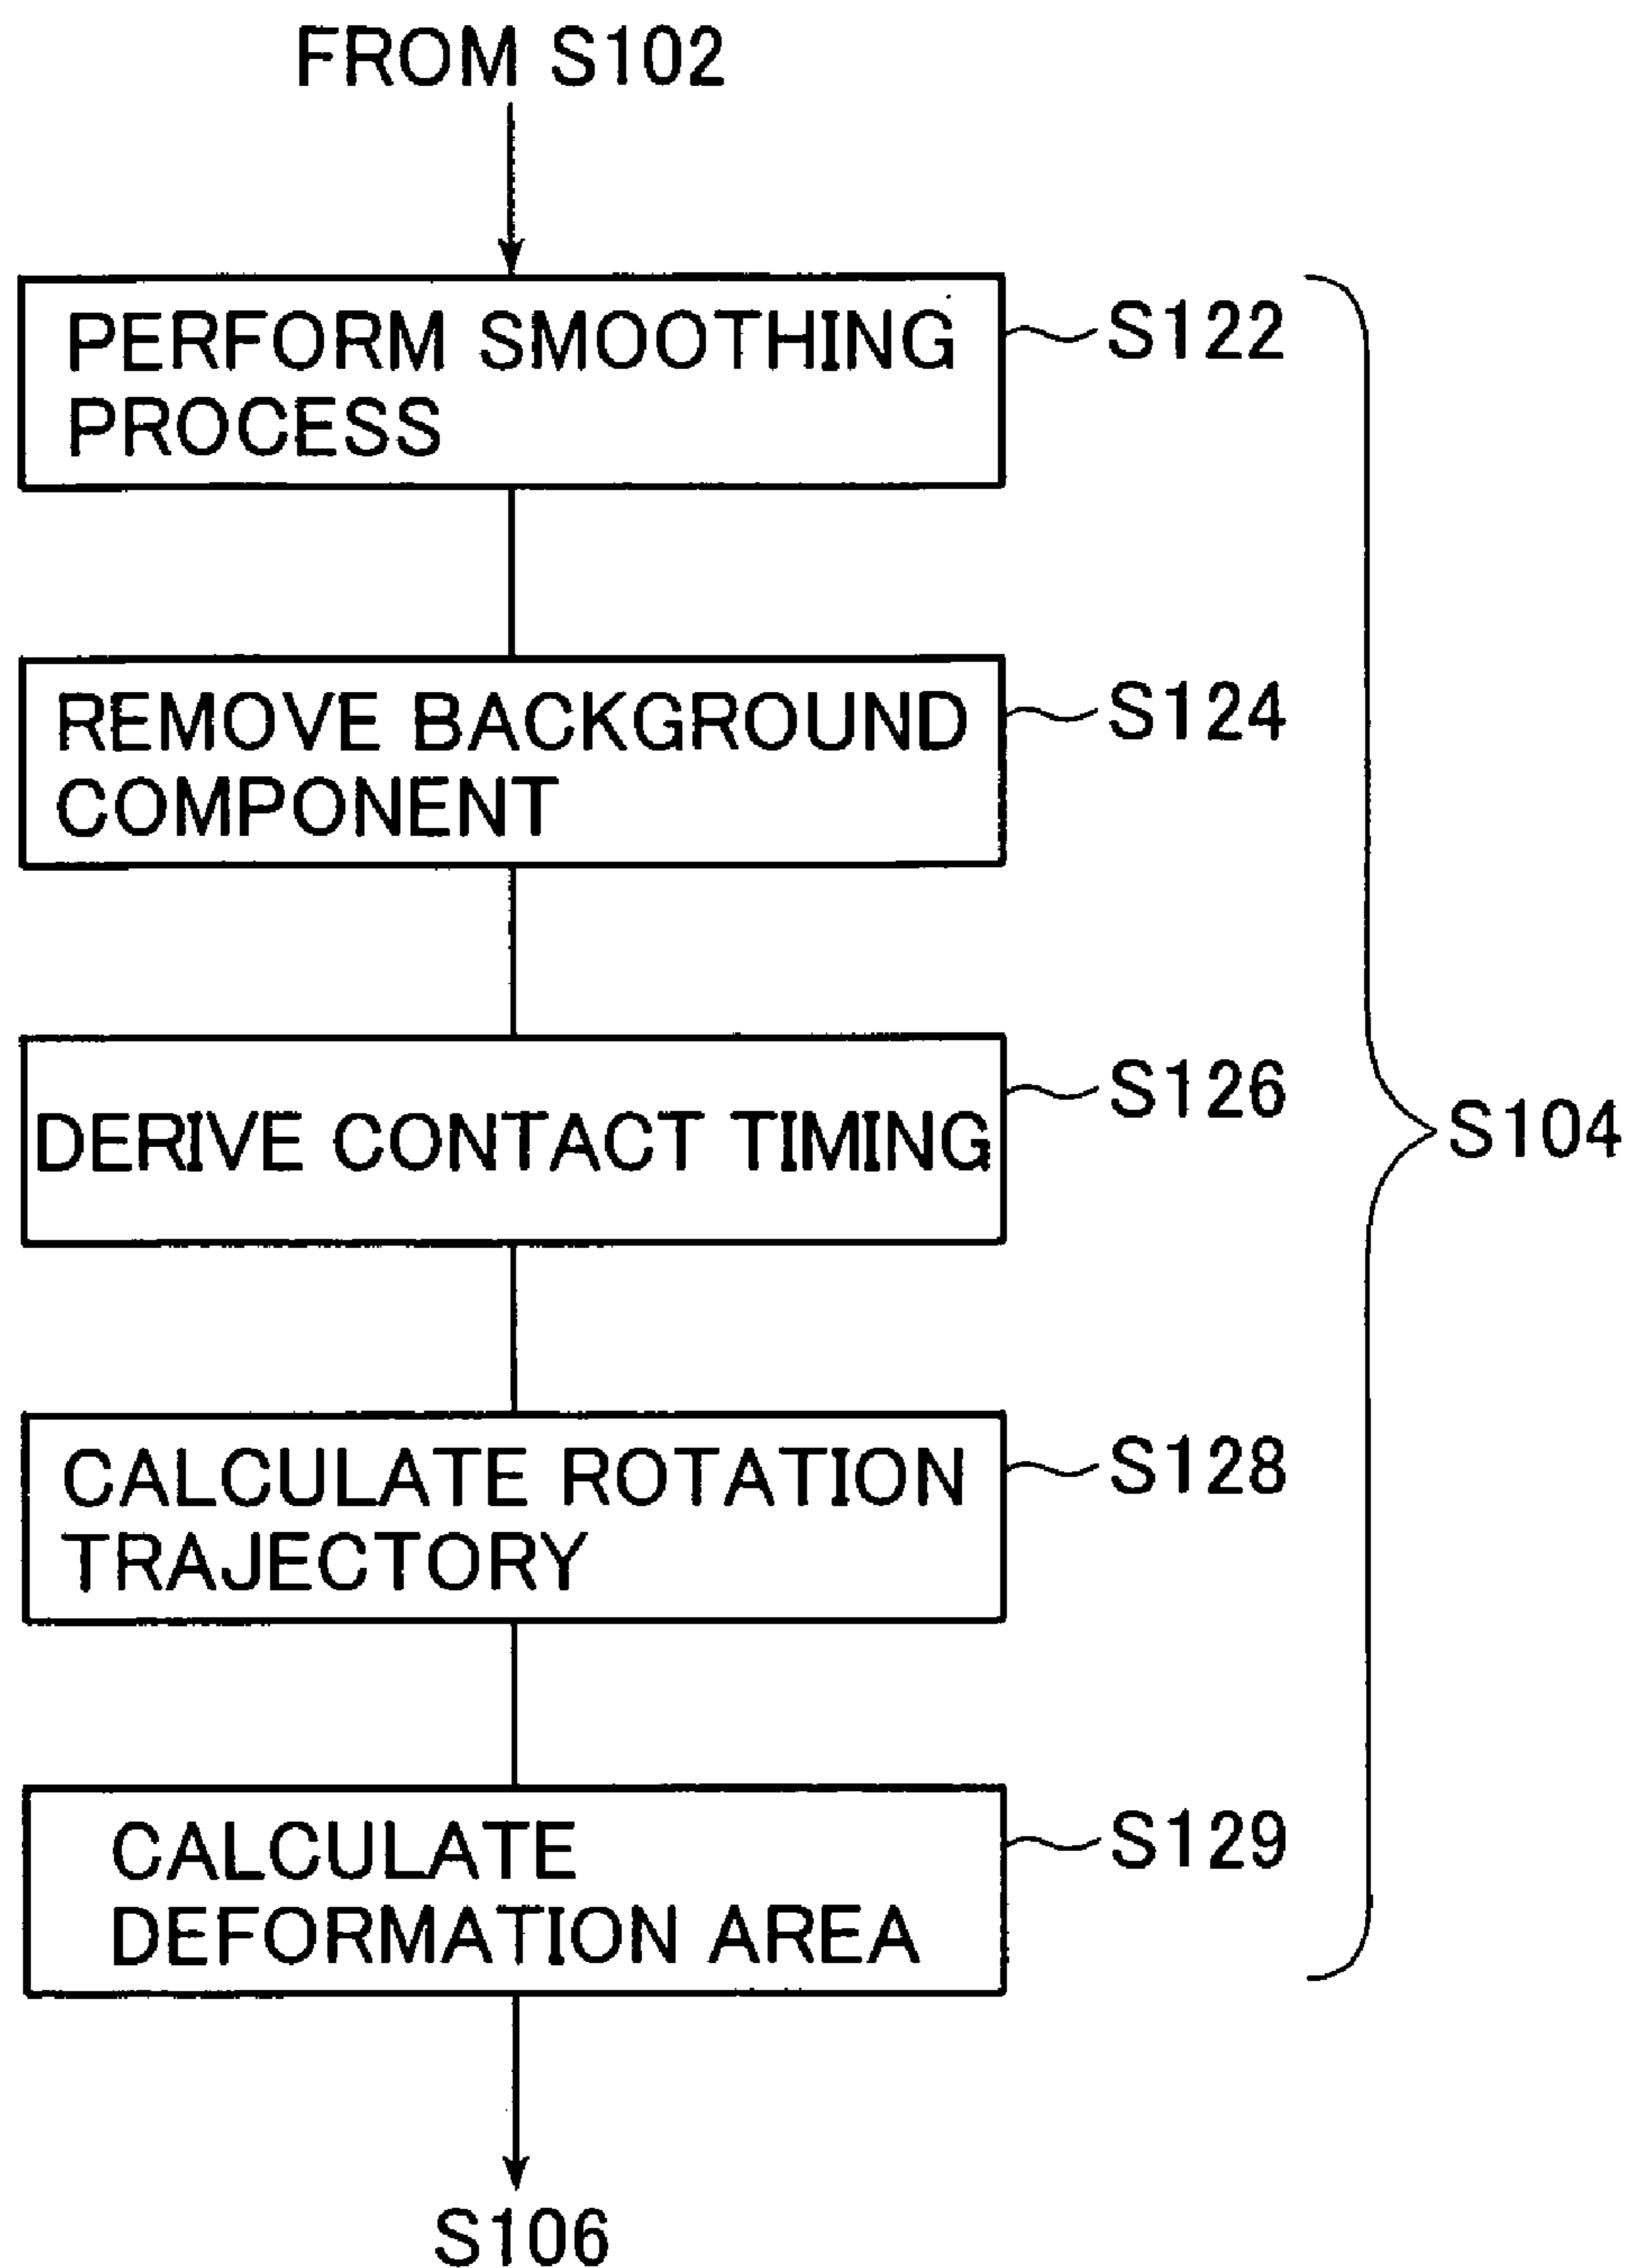 FROM S102
PERFORM SMOOTHING
PROCESS
S122
REMOVE BACKGROUND
COMPONENT
S124
DERIVE CONTACT TIMING
S126
S104
CALCULATE ROTATION
TRAJECTORY
S128
CALCULATE
DEFORMATION AREA
S129
S106